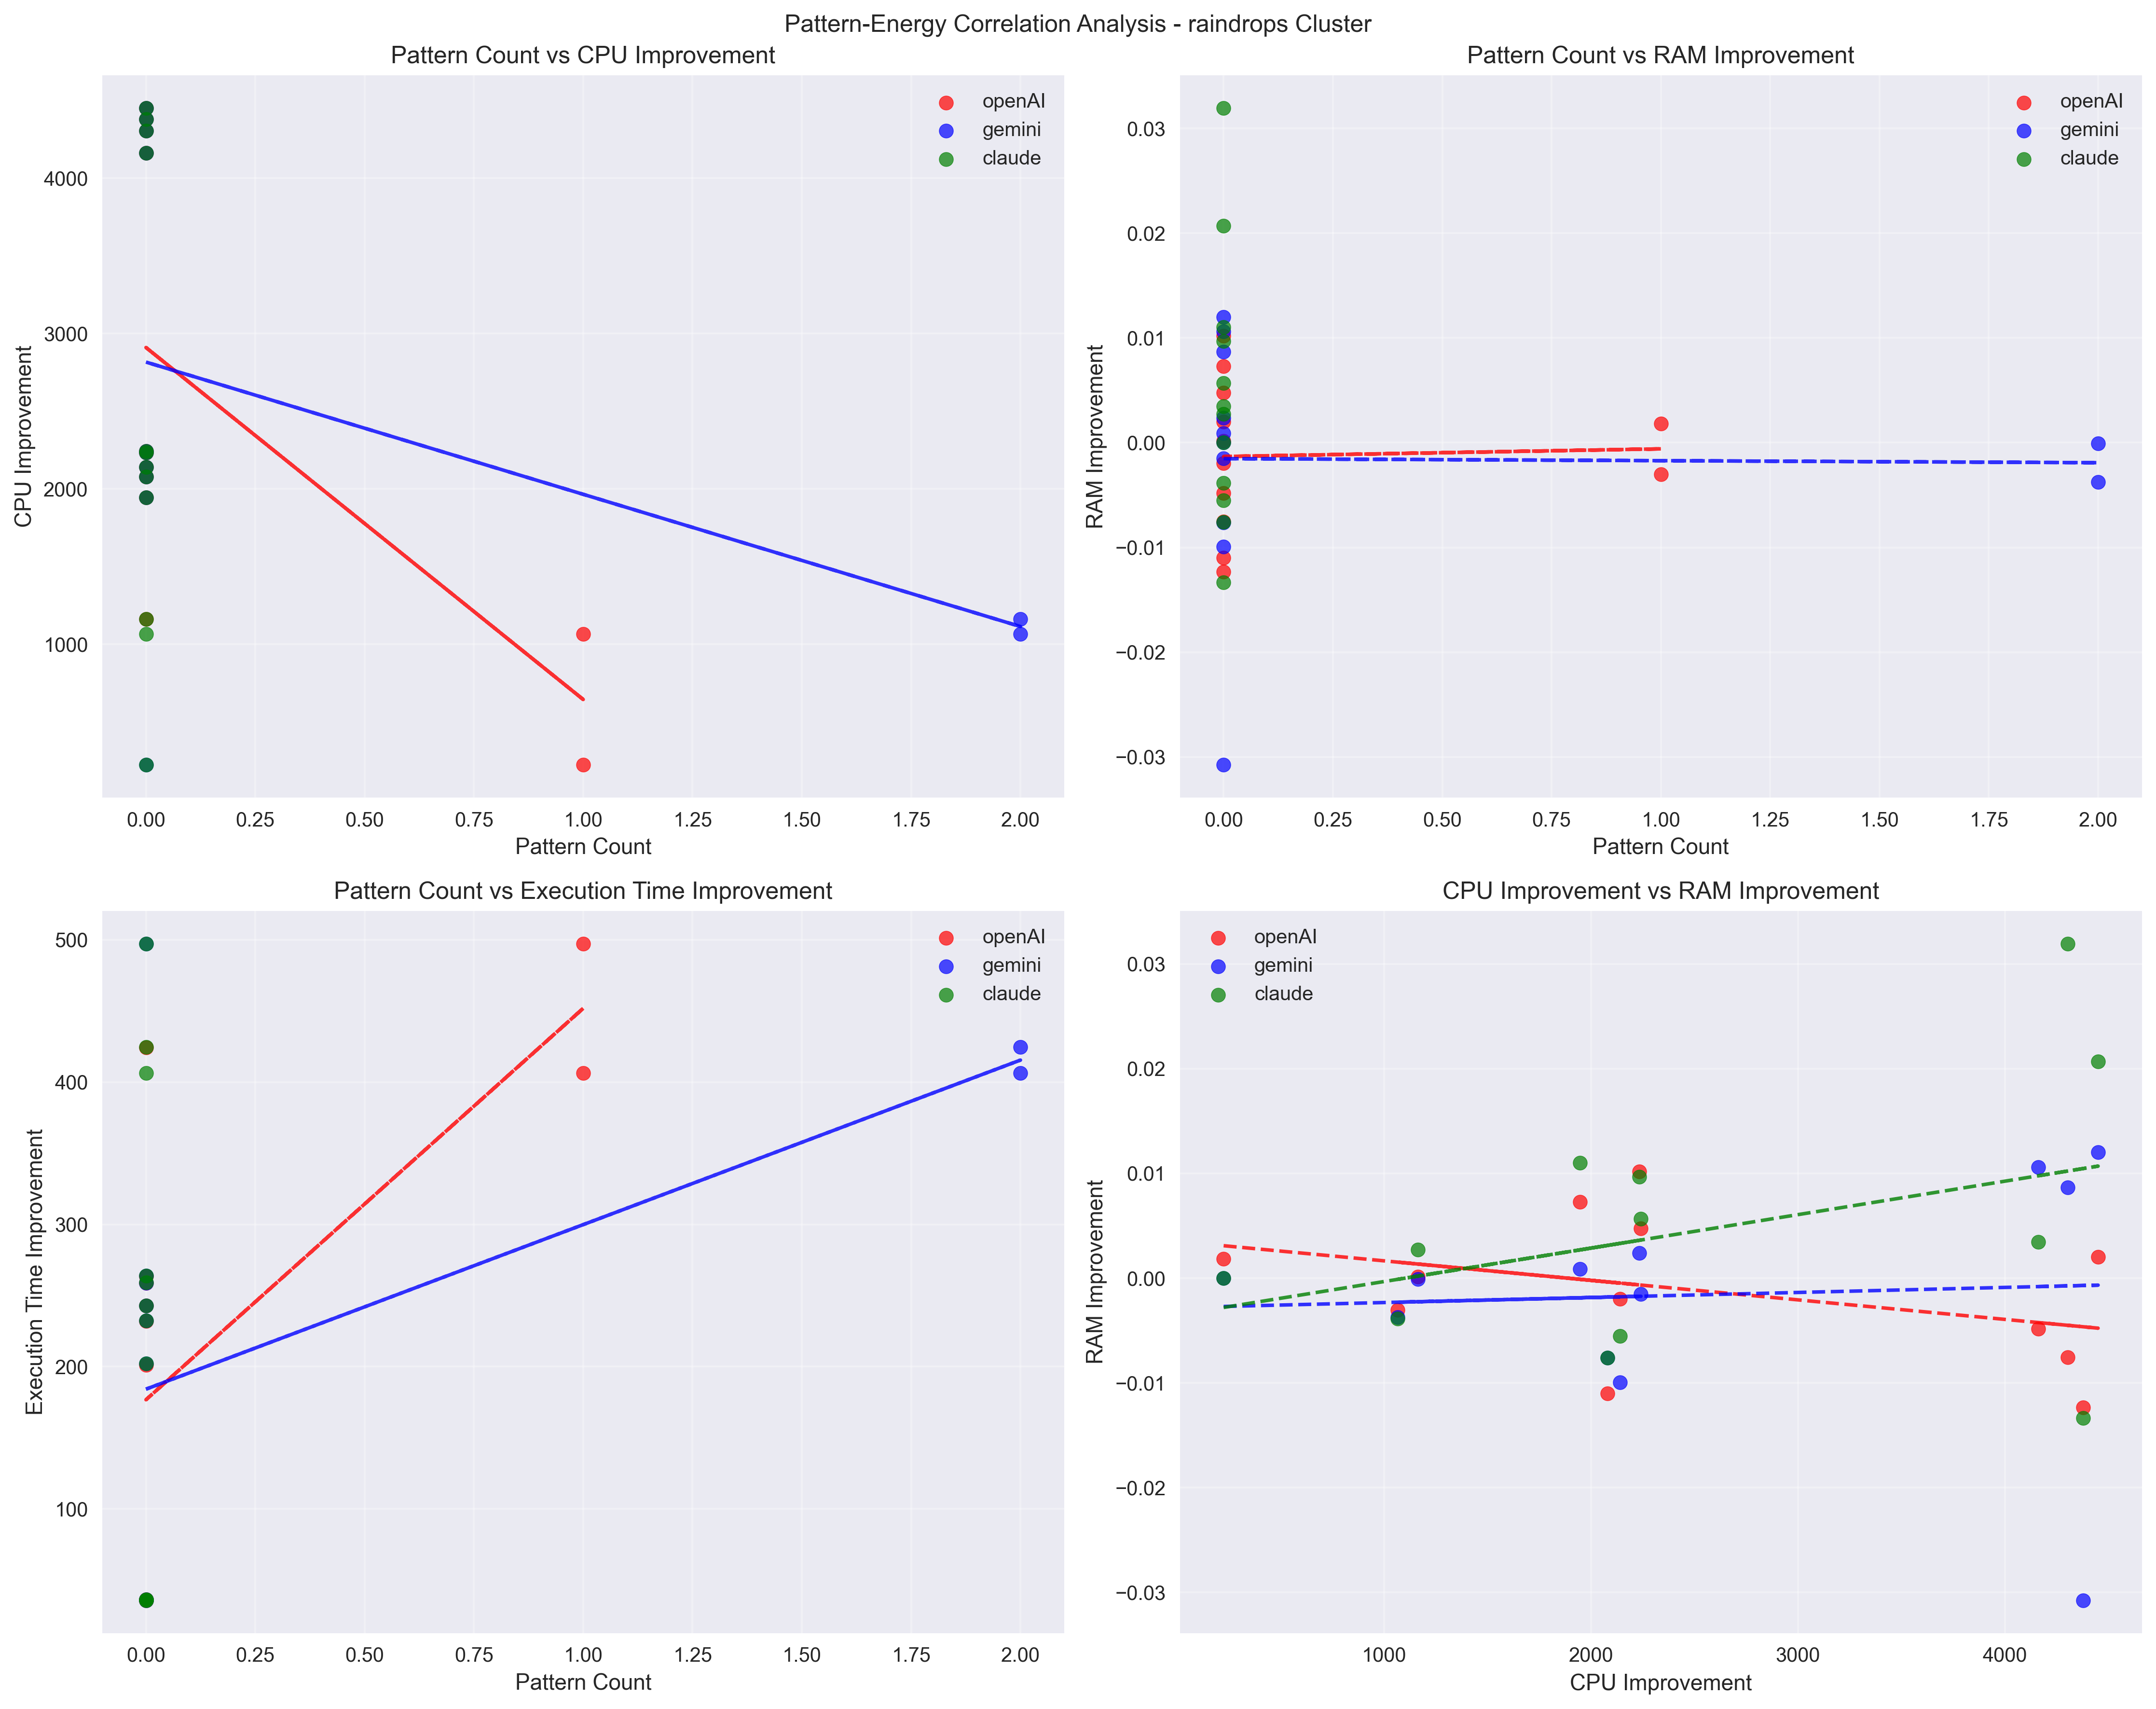 Pattern-Energy Correlation Analysis - raindrops Cluster
Pattern Count vs CPU Improvement
openAI
gemini
claude
4000
3000
2000
1000
CPU Improvement
0.00 0.25 0.50 0.75 1.00 1.25 1.50 1.75 2.00
Pattern Count
Pattern Count vs RAM Improvement
openAI
gemini
claude
0.03
0.02
0.01
0.00
−0.01
−0.02
−0.03
RAM Improvement
0.00 0.25 0.50 0.75 1.00 1.25 1.50 1.75 2.00
Pattern Count
Pattern Count vs Execution Time Improvement
openAI
gemini
claude
500
400
300
200
100
Execution Time Improvement
0.00 0.25 0.50 0.75 1.00 1.25 1.50 1.75 2.00
Pattern Count
CPU Improvement vs RAM Improvement
openAI
gemini
claude
0.03
0.02
0.01
0.00
−0.01
−0.02
−0.03
RAM Improvement
1000 2000 3000 4000
CPU Improvement